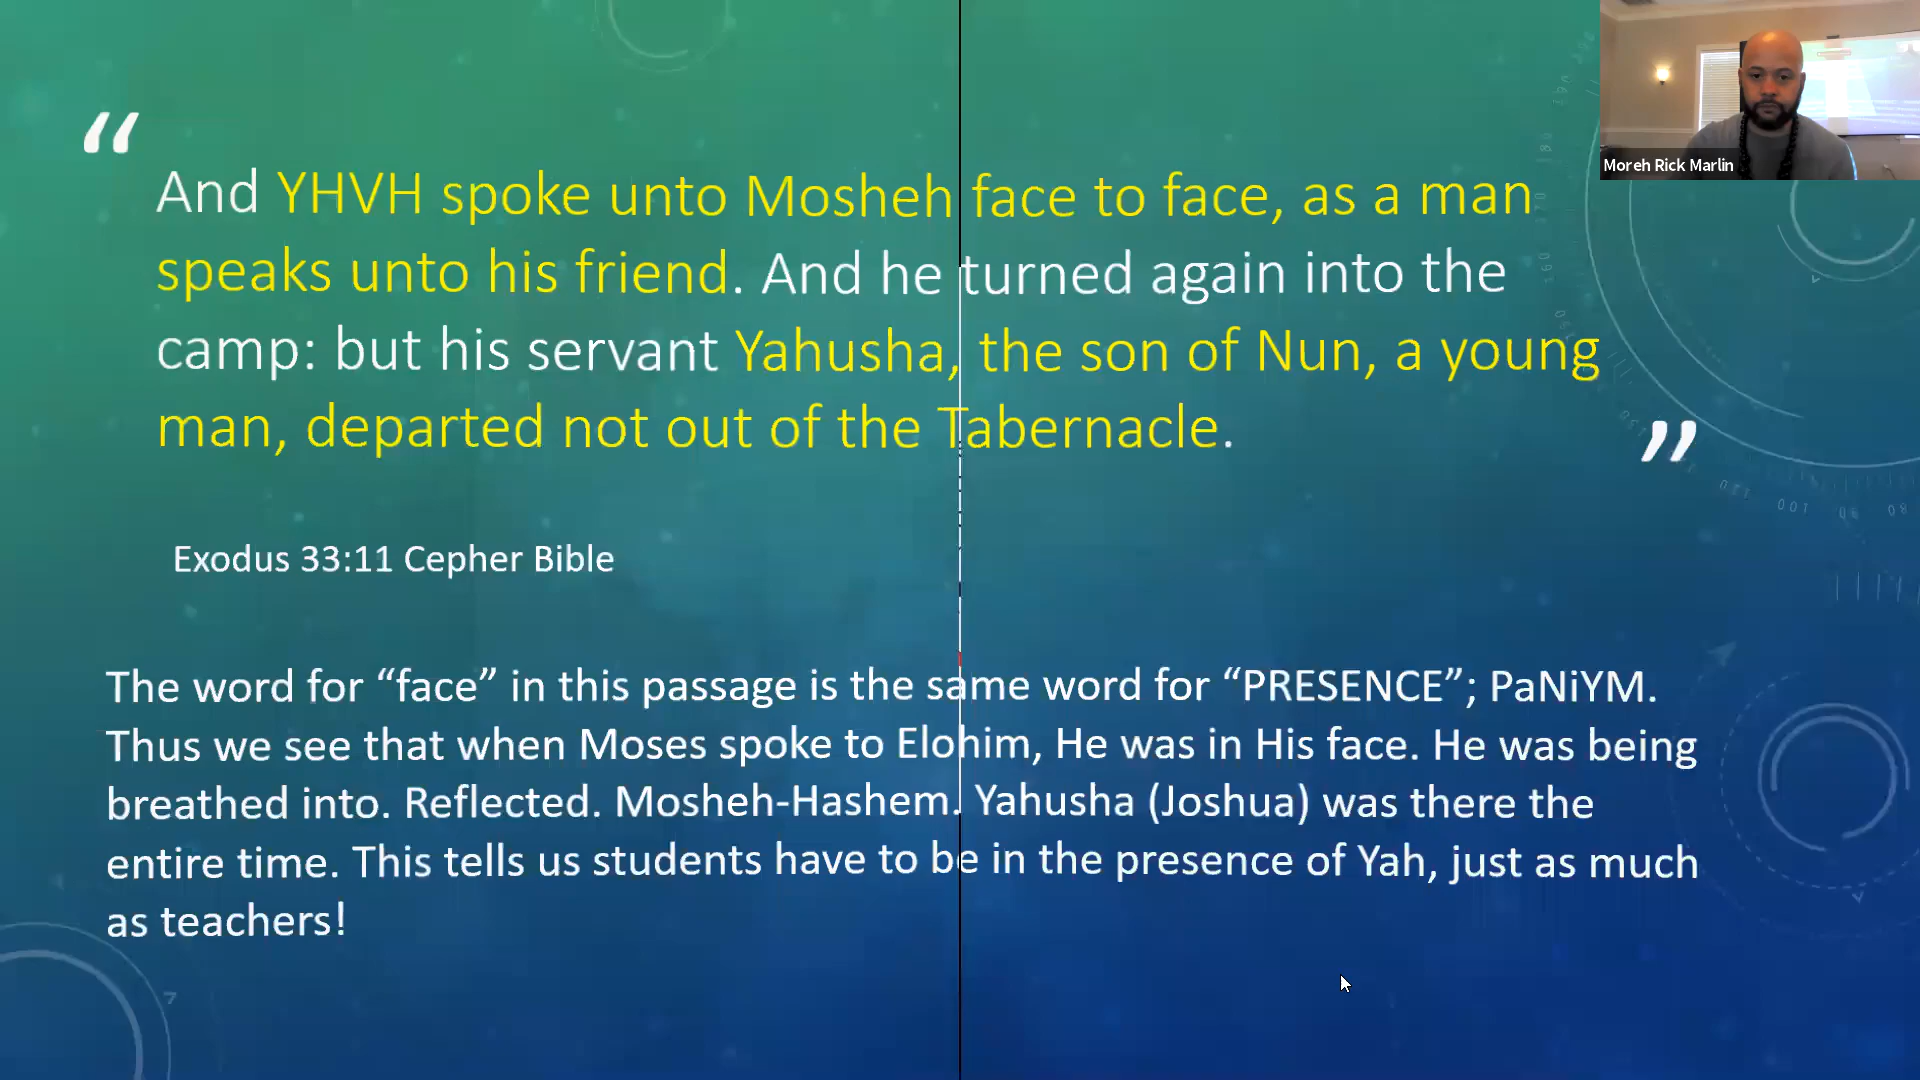 “
And YHVH spoke unto Mosheh face to face, as a man
speaks unto his friend. And he turned again into the
camp: but his servant Yahusha, the son of Nun, a young
man, departed not out of the Tabernacle.
”
Exodus 33:11 Cepher Bible
The word for “face” in this passage is the same word for “PRESENCE”; PaNiYM.
Thus we see that when Moses spoke to Elohim, He was in His face. He was being
breathed into. Reflected. Mosheh-Hashem. Yahusha (Joshua) was there the
entire time. This tells us students have to be in the presence of Yah, just as much
as teachers!
Moreh Rick Marlin
7